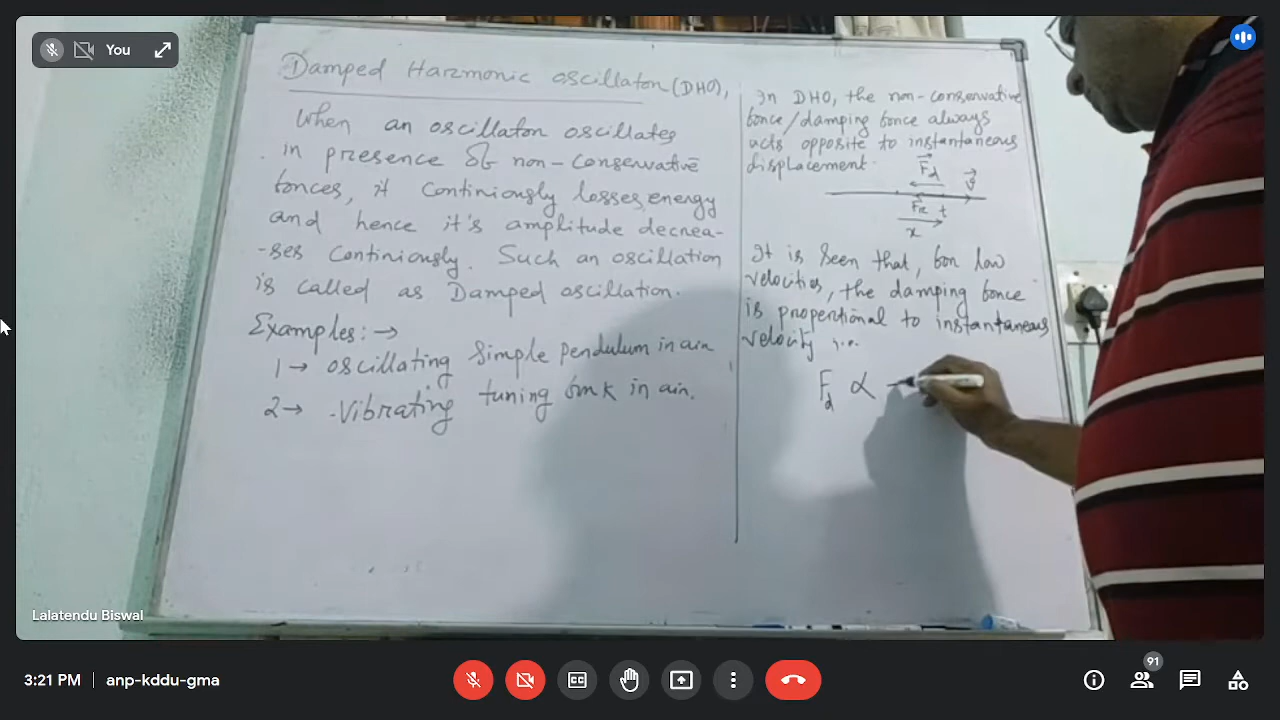 You
Damped Harmonic oscillaton (DHO),
When an oscillaton oscillates
in presence of non-conservative
forces, it continiously losses energy
and hence it's amplitude decrea-
-ses continiously. Such an oscillation
is called as Damped oscillation.
Examples: →
1 → oscillating simple pendulum in air
2 → Vibrating tuning fork in air.
In DHO, the non-conservative
force/damping force always
acts opposite to instantaneous
displacement.
F⃗d v⃗
t
x
It is seen that, for low
velocities, the damping force
is proportional to instantaneous
velocity i.e.
Fd ∝ -
Lalatendu Biswal
3:21 PM | anp-kddu-gma
91